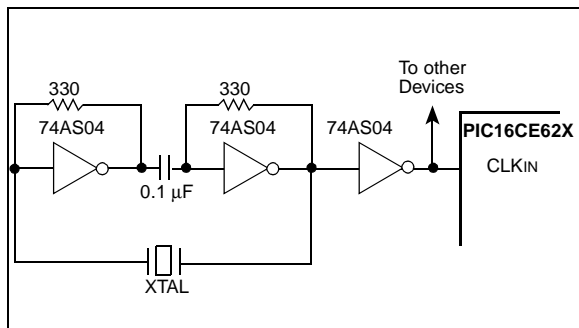 330
330
To other
Devices
74AS04
74AS04
74AS04
PIC16CE62X
CLKIN
0.1 µF
XTAL